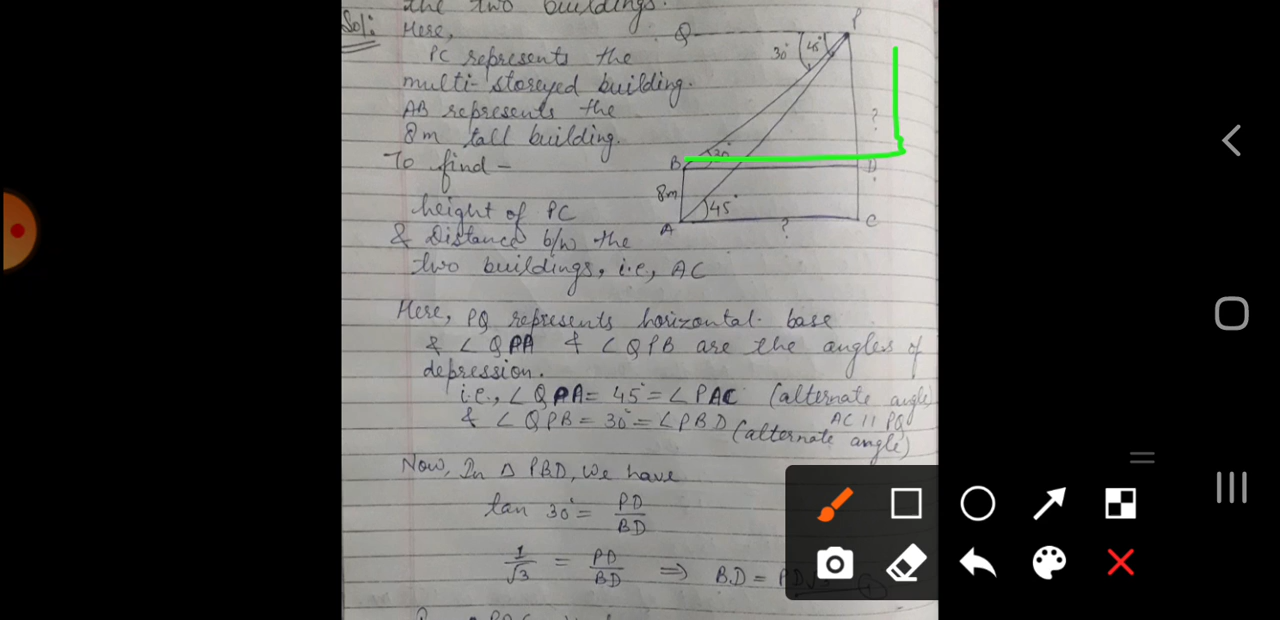 the two buildings.
Sol:
Here,
PC represents the
multi-storeyed building.
AB represents the
8m tall building.
To find -
height of PC
& Distance b/w the
two buildings, i.e., AC
Q
P
30°
45°
?
B
30°
D
8m
45°
A
?
C
Here, PQ represents horizontal base
& ∠QPA & ∠QPB are the angles of
depression.
i.e., ∠QPA = 45° = ∠PAC (alternate angle)
AC || PQ
& ∠QPB = 30° = ∠PBD (alternate angle)
Now, In Δ PBD, We have
tan 30° = PD/BD
1/√3 = PD/BD ⇒ BD =